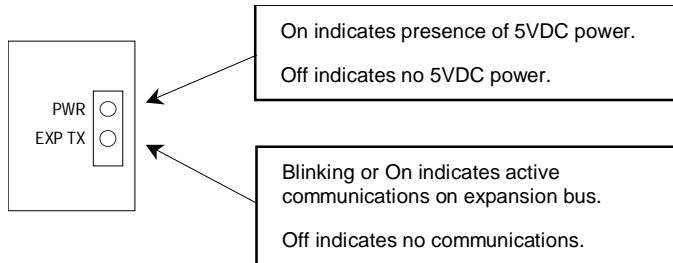 On indicates presence of 5VDC power.
Off indicates no 5VDC power.
PWR
EXP TX
Blinking or On indicates active
communications on expansion bus.
Off indicates no communications.